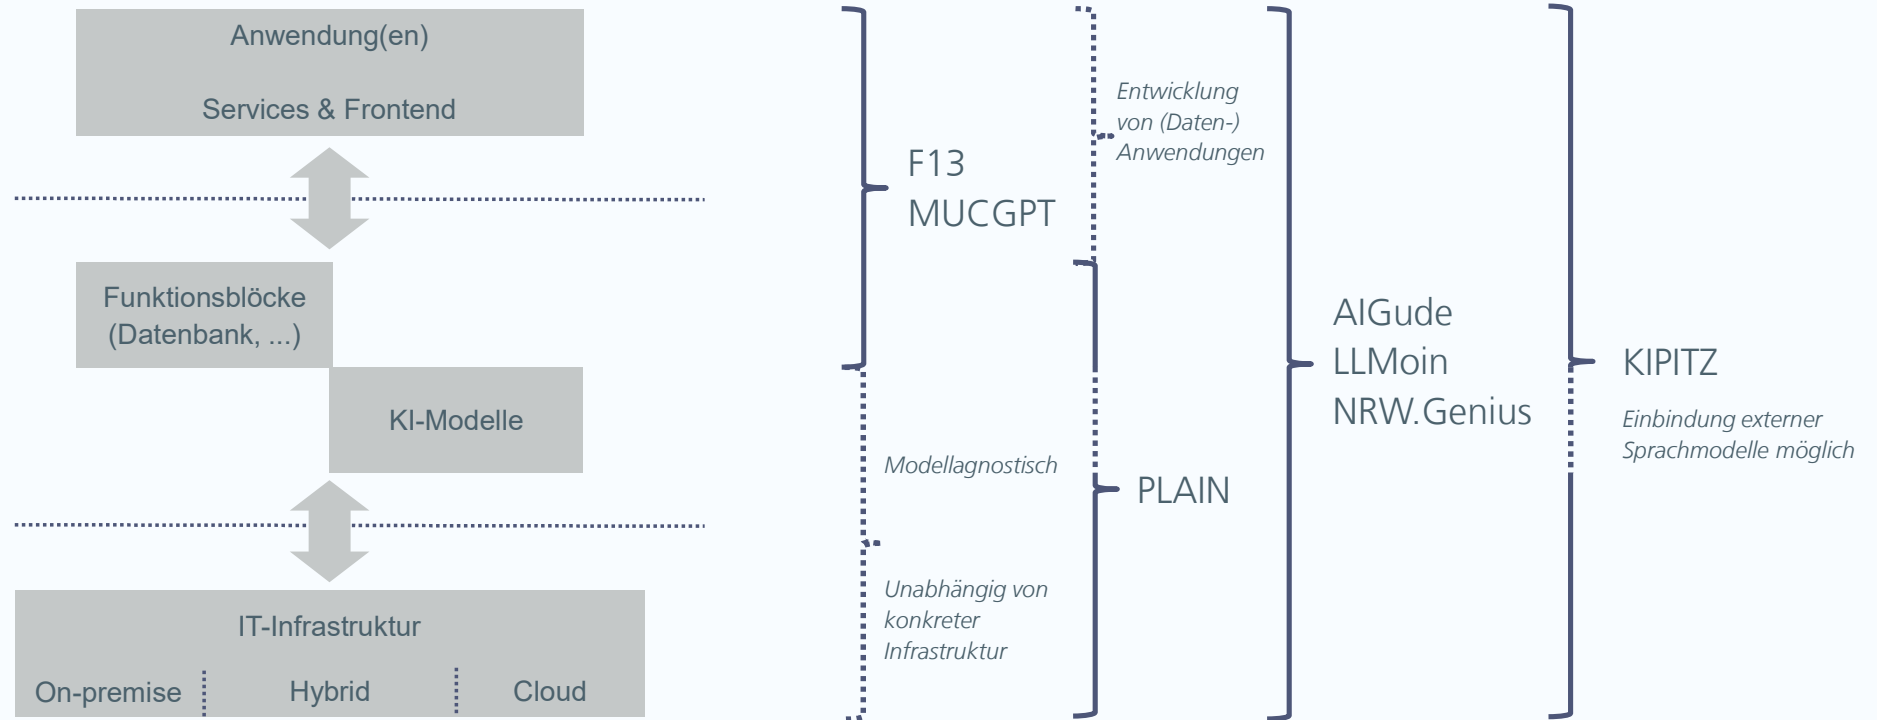 Anwendung(en)
Services & Frontend
Funktionsblöcke
(Datenbank, ...)
KI-Modelle
IT-Infrastruktur
On-premise
Hybrid
Cloud
F13
MUCGPT
Modellagnostisch
Unabhängig von
konkreter
Infrastruktur
Entwicklung
von (Daten-)
Anwendungen
PLAIN
AIGude
LLMoin
NRW.Genius
KIPITZ
Einbindung externer
Sprachmodelle möglich